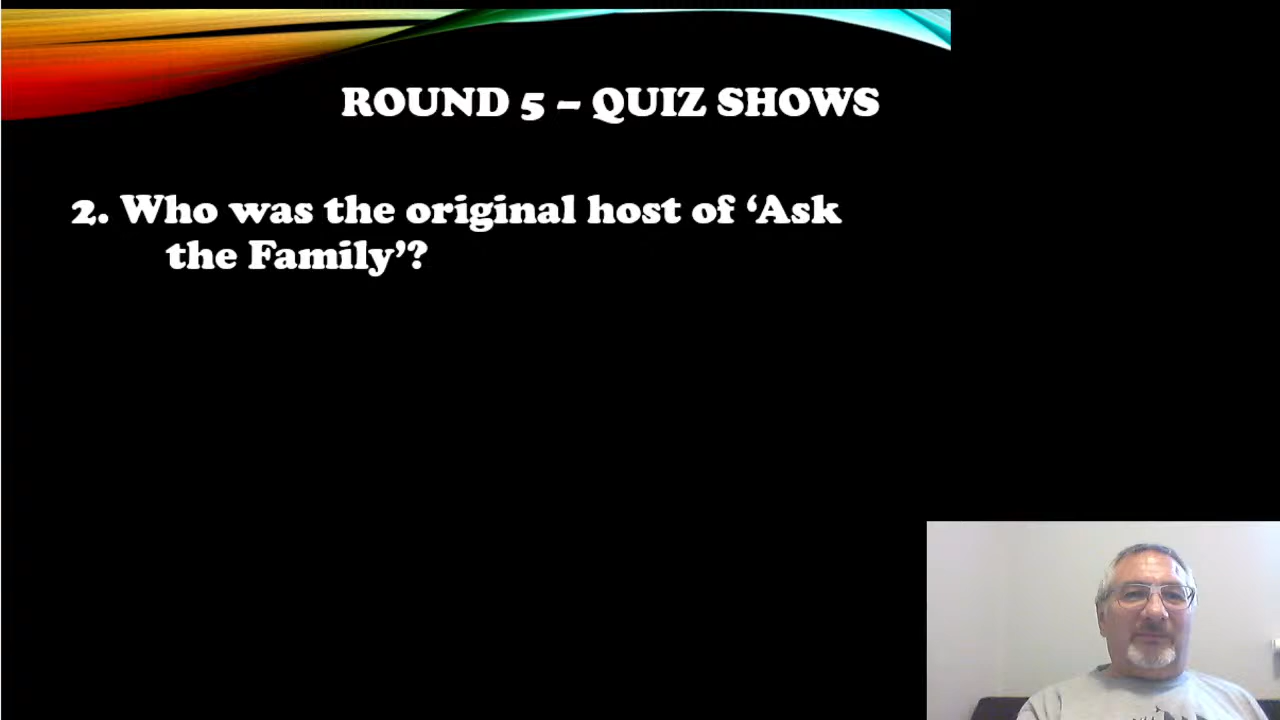 ROUND 5 – QUIZ SHOWS
2. Who was the original host of ‘Ask
the Family’?